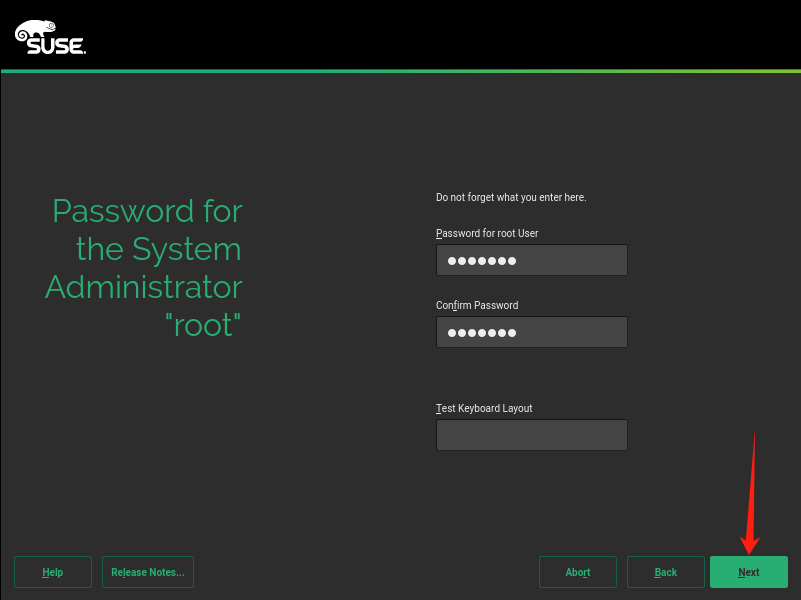 SUSE.
Password for
the System
Administrator
"root"
Do not forget what you enter here.
Password for root User
●●●●●●●
Confirm Password
●●●●●●●
Test Keyboard Layout
Help
Release Notes...
Abort
Back
Next